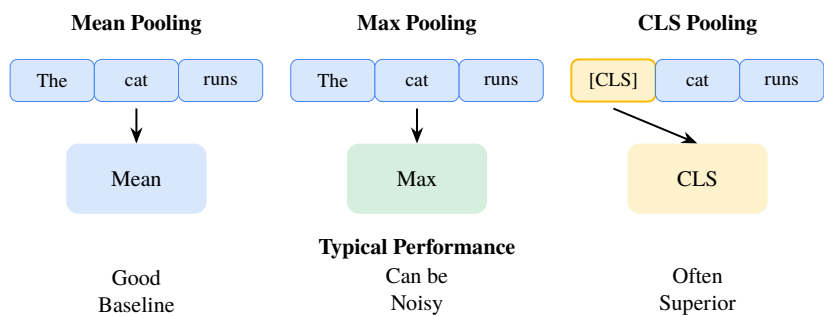 Mean Pooling
Max Pooling
CLS Pooling
The cat runs
The cat runs
[CLS] cat runs
Mean
Max
CLS
Typical Performance
Good
Baseline
Can be
Noisy
Often
Superior